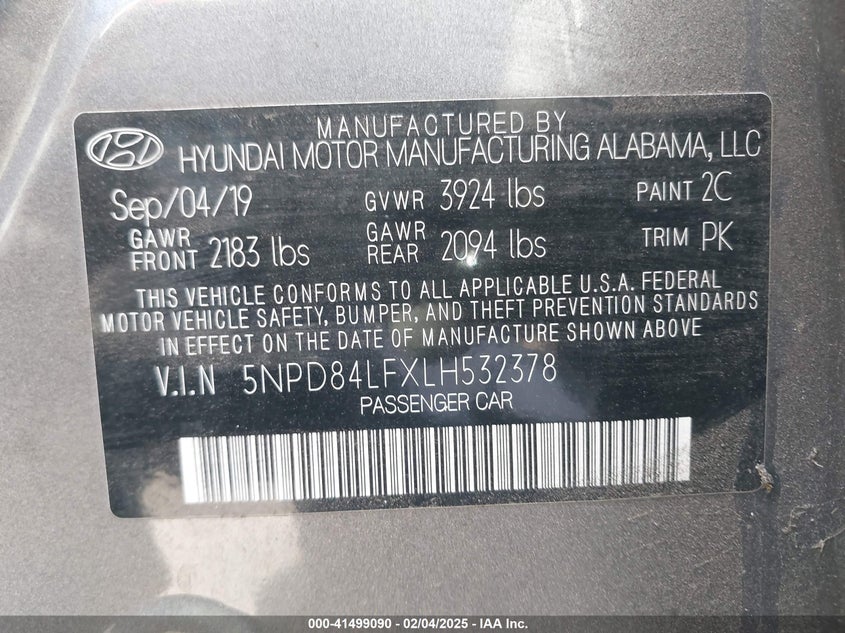 MANUFACTURED BY
HYUNDAI MOTOR MANUFACTURING ALABAMA, LLC
Sep/04/19 GVWR 3924 lbs PAINT 2C
GAWR FRONT 2183 lbs GAWR REAR 2094 lbs TRIM PK
THIS VEHICLE CONFORMS TO ALL APPLICABLE U.S.A. FEDERAL
MOTOR VEHICLE SAFETY, BUMPER, AND THEFT PREVENTION STANDARDS
IN EFFECT ON THE DATE OF MANUFACTURE SHOWN ABOVE
V.I.N 5NPD84LFXLH532378
PASSENGER CAR
000-41499090 - 02/04/2025 - IAA Inc.